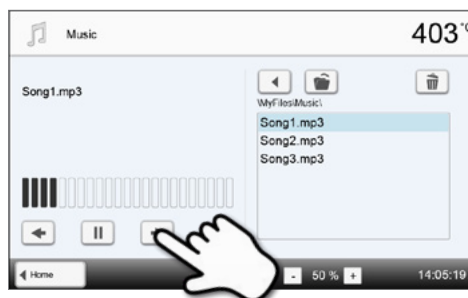 Music
403°C
Song1.mp3
\MyFiles\Music\
Song1.mp3
Song2.mp3
Song3.mp3
Home
- 50 % +
14:05:19